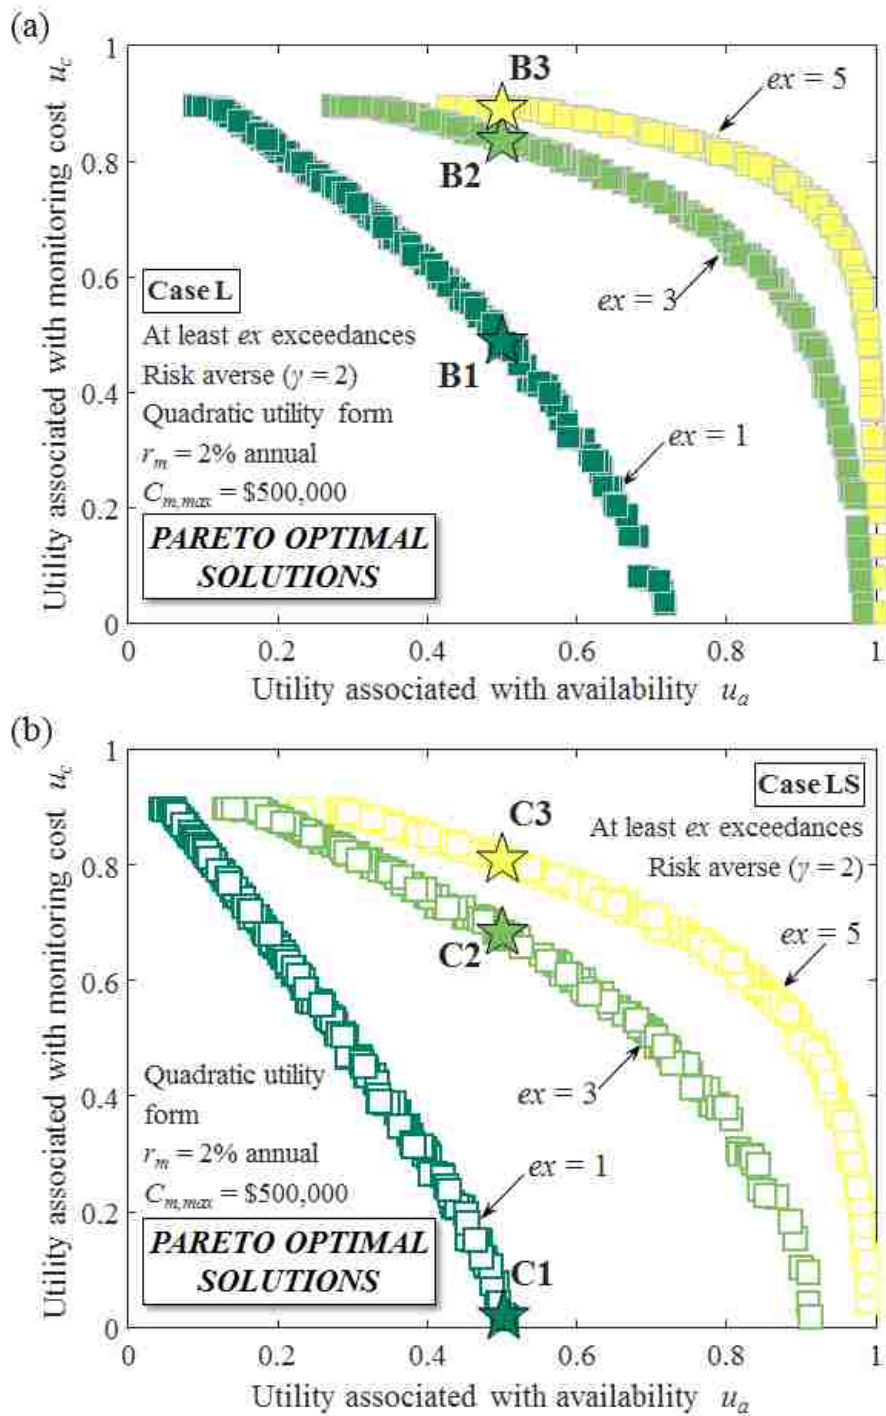 (a)
1
0.8
0.6
0.4
0.2
0
Utility associated with monitoring cost u_c
B3
B2
B1
ex = 5
ex = 3
ex = 1
Case L
At least ex exceedances
Risk averse (γ = 2)
Quadratic utility form
r_m = 2% annual
C_m,max = $500,000
PARETO OPTIMAL
SOLUTIONS
0 0.2 0.4 0.6 0.8 1
Utility associated with availability u_a
(b)
1
0.8
0.6
0.4
0.2
0
Utility associated with monitoring cost u_c
Case LS
At least ex exceedances
Risk averse (γ = 2)
C3
C2
C1
ex = 5
ex = 3
ex = 1
Quadratic utility
form
r_m = 2% annual
C_m,max = $500,000
PARETO OPTIMAL
SOLUTIONS
0 0.2 0.4 0.6 0.8 1
Utility associated with availability u_a